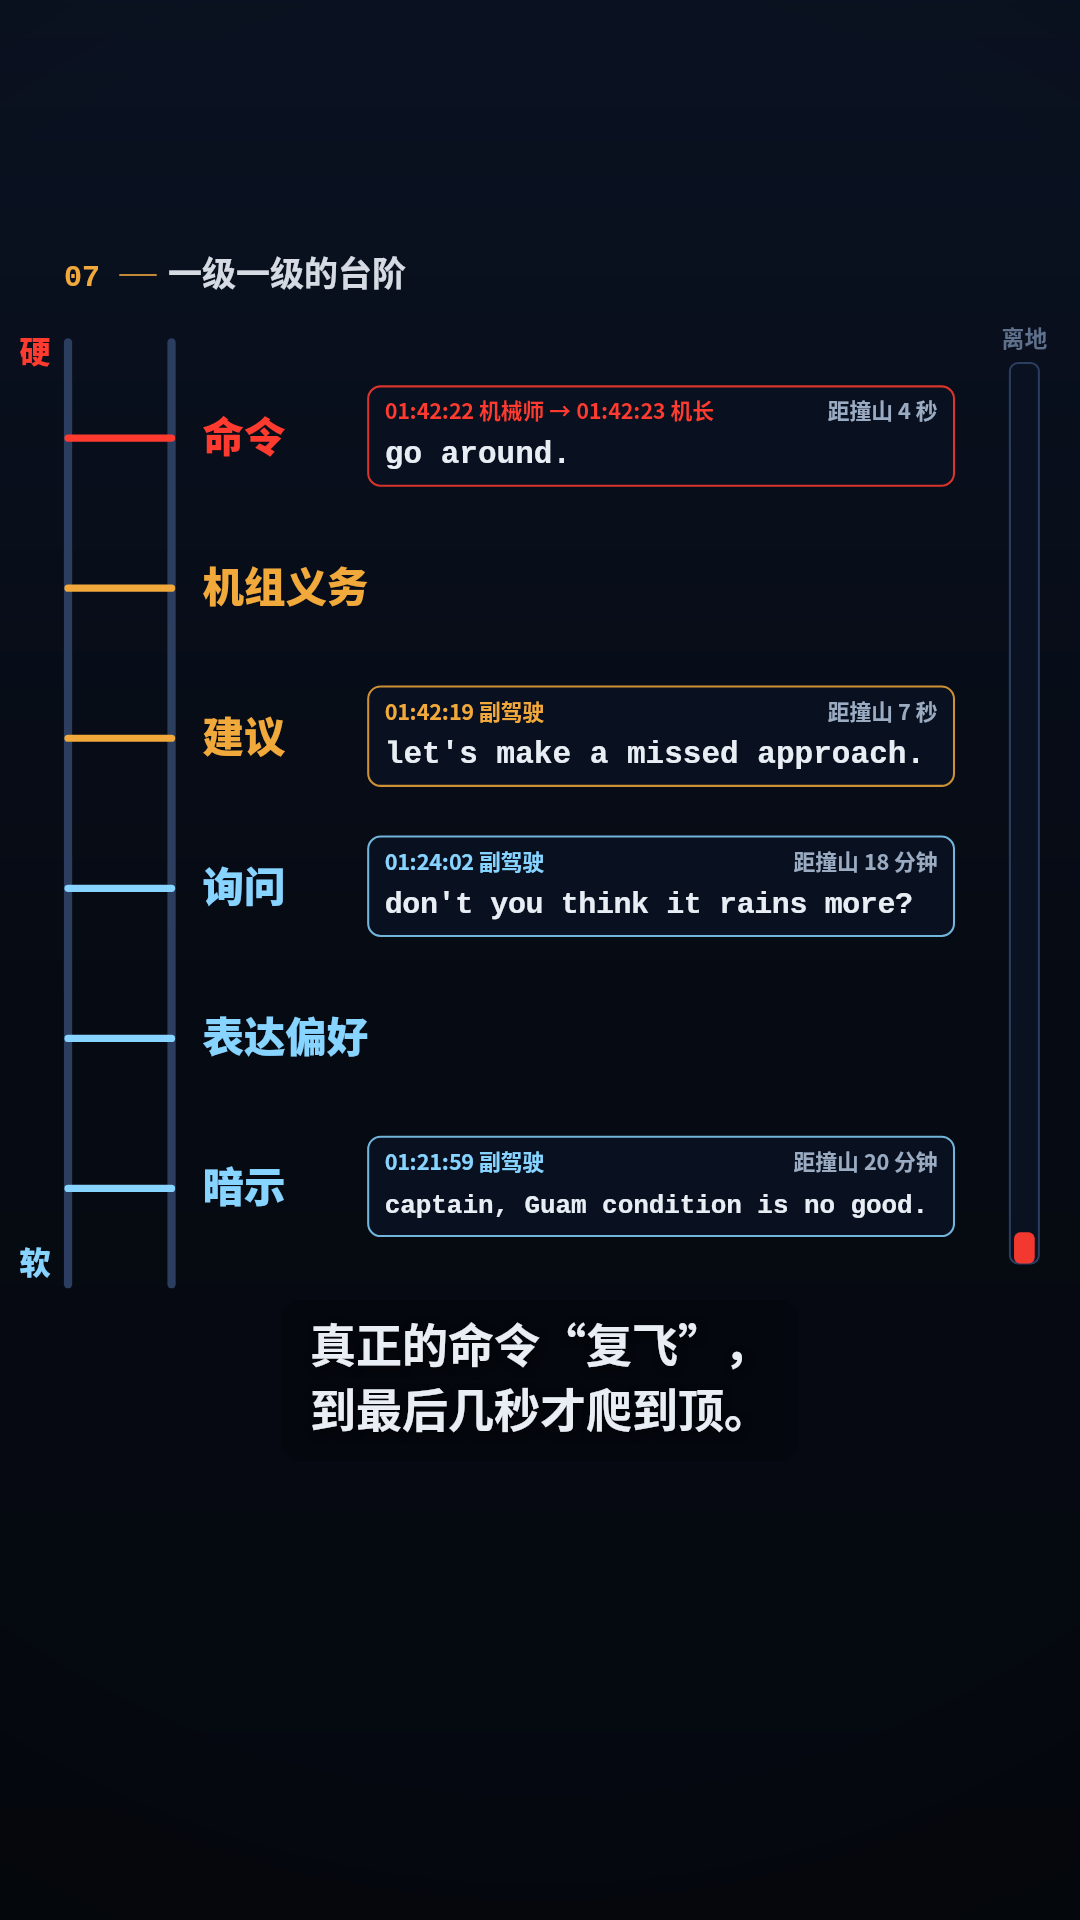 07 — 一级一级的台阶
离地
硬
命令
01:42:22 机械师 → 01:42:23 机长 距撞山 4 秒
go around.
机组义务
建议
01:42:19 副驾驶 距撞山 7 秒
let's make a missed approach.
询问
01:24:02 副驾驶 距撞山 18 分钟
don't you think it rains more?
表达偏好
暗示
01:21:59 副驾驶 距撞山 20 分钟
captain, Guam condition is no good.
软
真正的命令“复飞”，
到最后几秒才爬到顶。